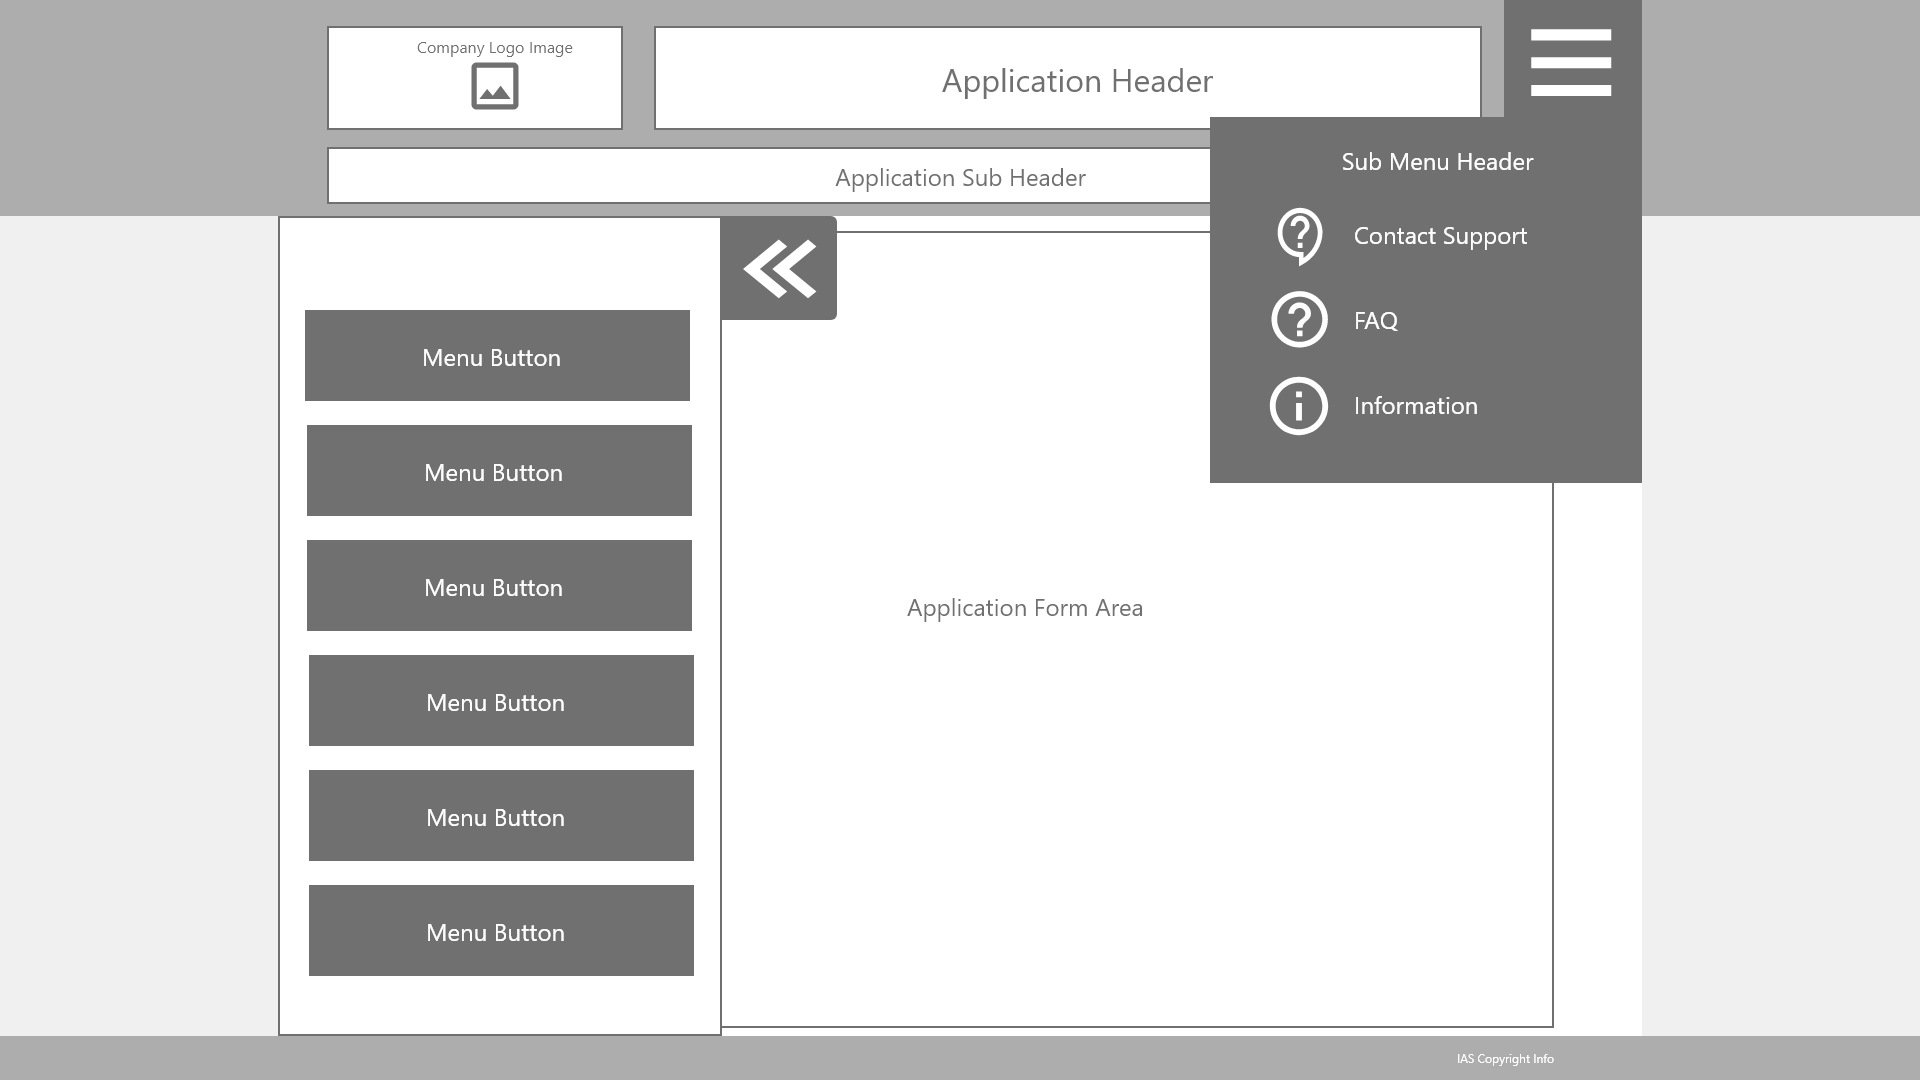 Company Logo Image
Application Header
Application Sub Header
Sub Menu Header
Contact Support
FAQ
Information
Menu Button
Menu Button
Menu Button
Menu Button
Menu Button
Menu Button
Application Form Area
IAS Copyright Info